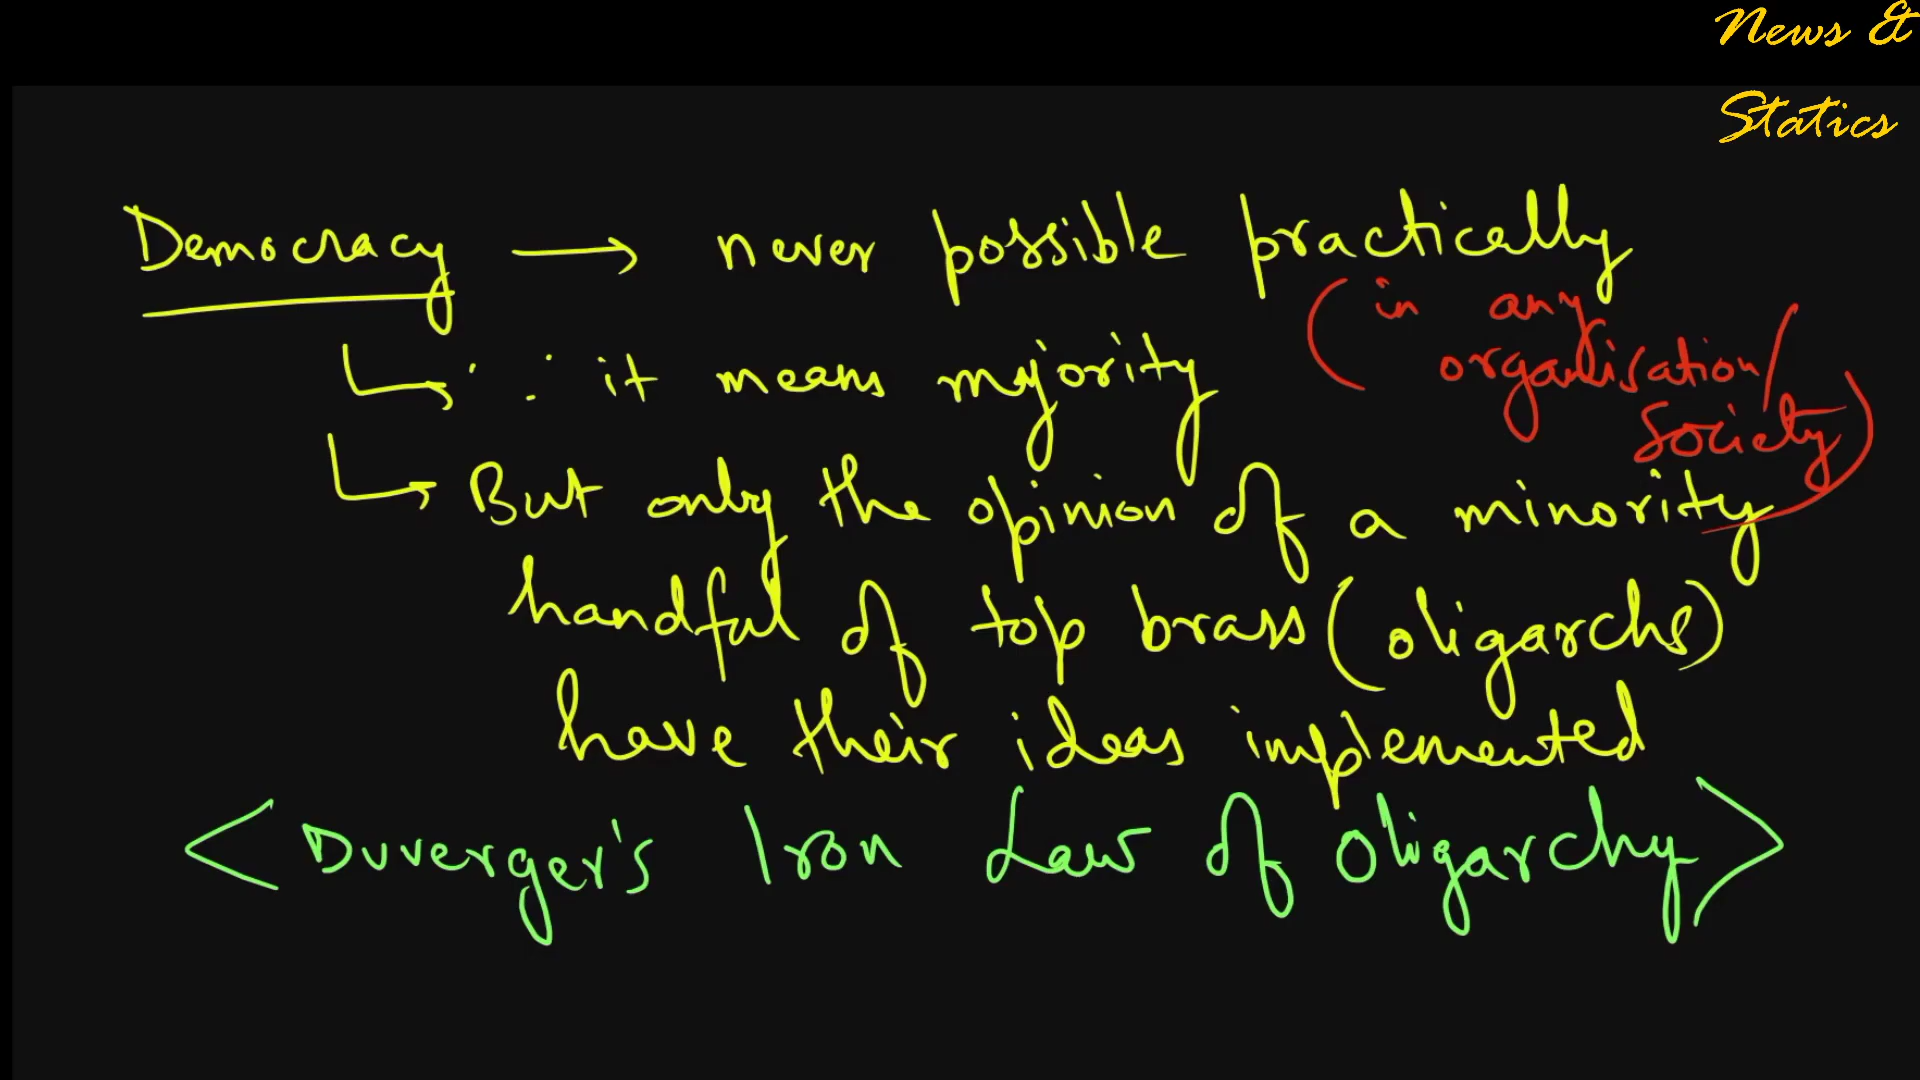 News &
Statics
Democracy → never possible practically
(in any
organisation/
society)
↳ ∵ it means majority
↳ But only the opinion of a minority
handful of top brass (oligarchs)
have their ideas implemented
<Duverger's Iron Law of Oligarchy>